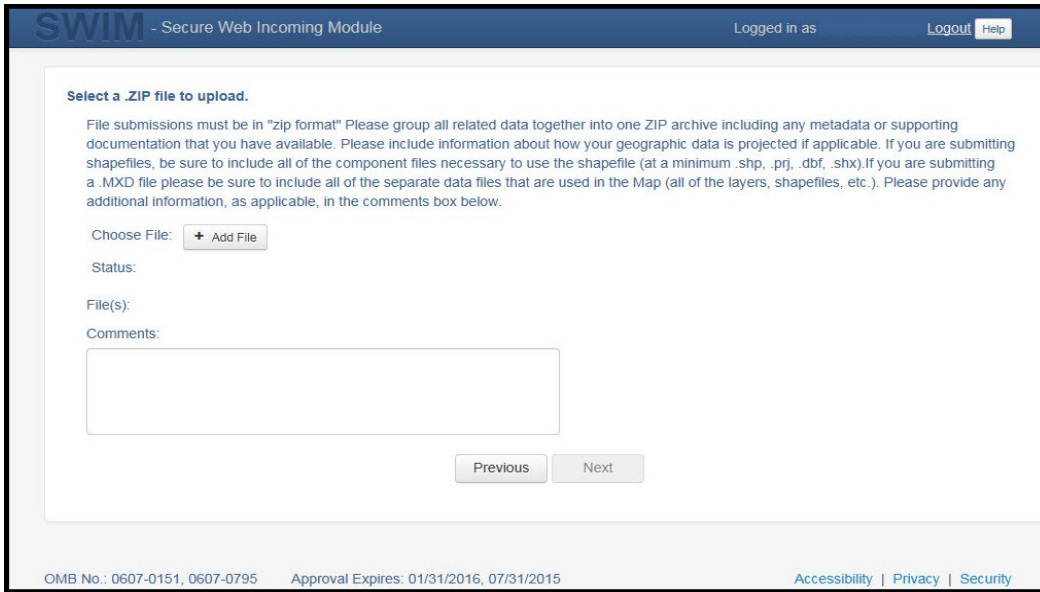 SWIM - Secure Web Incoming Module Logged in as Logout Help
Select a .ZIP file to upload.
File submissions must be in "zip format" Please group all related data together into one ZIP archive including any metadata or supporting
documentation that you have available. Please include information about how your geographic data is projected if applicable. If you are submitting
shapefiles, be sure to include all of the component files necessary to use the shapefile (at a minimum .shp, .prj, .dbf, .shx).If you are submitting
a .MXD file please be sure to include all of the separate data files that are used in the Map (all of the layers, shapefiles, etc.). Please provide any
additional information, as applicable, in the comments box below.
Choose File: + Add File
Status:
File(s):
Comments:
Previous Next
OMB No.: 0607-0151, 0607-0795 Approval Expires: 01/31/2016, 07/31/2015 Accessibility | Privacy | Security